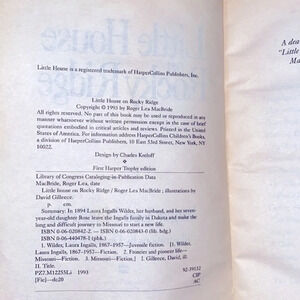 Little House is a registered trademark of HarperCollins Publishers, Inc.
Little House on Rocky Ridge
Copyright © 1993 by Roger Lea MacBride
All rights reserved. No part of this book may be used or reproduced in any
manner whatsoever without written permission except in the case of brief
quotations embodied in critical articles and reviews. Printed in the United
States of America. For information address HarperCollins Children's Books,
a division of HarperCollins Publishers, 10 East 53rd Street, New York, NY
10022.
Design by Charles Kreloff
First Harper Trophy edition
Library of Congress Cataloging-in-Publication Data
MacBride, Roger Lea, date
Little House on Rocky Ridge / Roger Lea MacBride ; illustrations by
David Gilleece.
p. cm.
Summary: In 1894 Laura Ingalls Wilder, her husband, and her seven-
year-old daughter Rose leave the Ingalls family in Dakota and make the
long and difficult journey to Missouri to start a new life.
ISBN 0-06-020842-2. — ISBN 0-06-020843-0 (lib. bdg.)
ISBN 0-06-440478-1 (pbk.)
1. Wilder, Laura Ingalls, 1867–1957—Juvenile fiction. [1. Wilder,
Laura Ingalls, 1867–1957—Fiction. 2. Frontier and pioneer life—
Missouri—Fiction. 3. Missouri—Fiction.] I. Gilleece, David, ill.
II. Title.
PZ7.M12255Li 1993
92-39132
[Fic]—dc20
CIP
AC
A dea
"Little
Ma